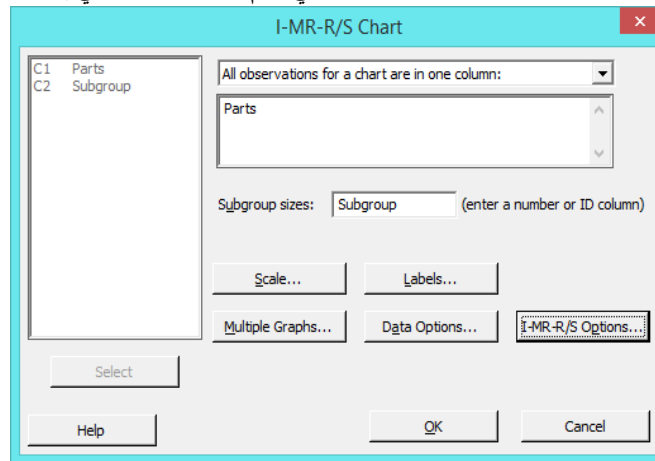 I-MR-R/S Chart
×
C1 Parts
C2 Subgroup
All observations for a chart are in one column:
Parts
Subgroup sizes: Subgroup (enter a number or ID column)
Scale... Labels...
Multiple Graphs... Data Options... I-MR-R/S Options...
Select
Help OK Cancel